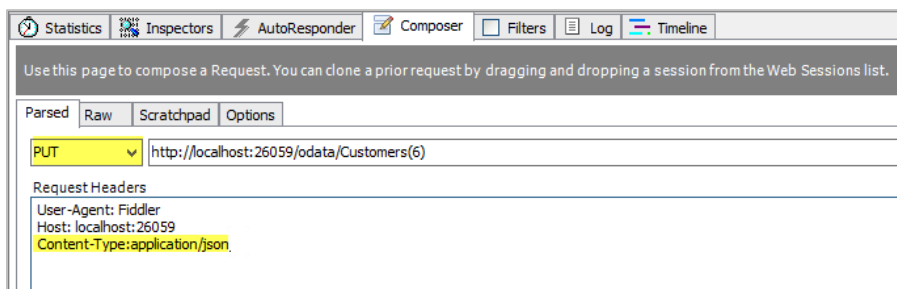 Statistics Inspectors AutoResponder Composer Filters Log Timeline
Use this page to compose a Request. You can clone a prior request by dragging and dropping a session from the Web Sessions list.
Parsed Raw Scratchpad Options
PUT http://localhost:26059/odata/Customers(6)
Request Headers
User-Agent: Fiddler
Host: localhost:26059
Content-Type:application/json